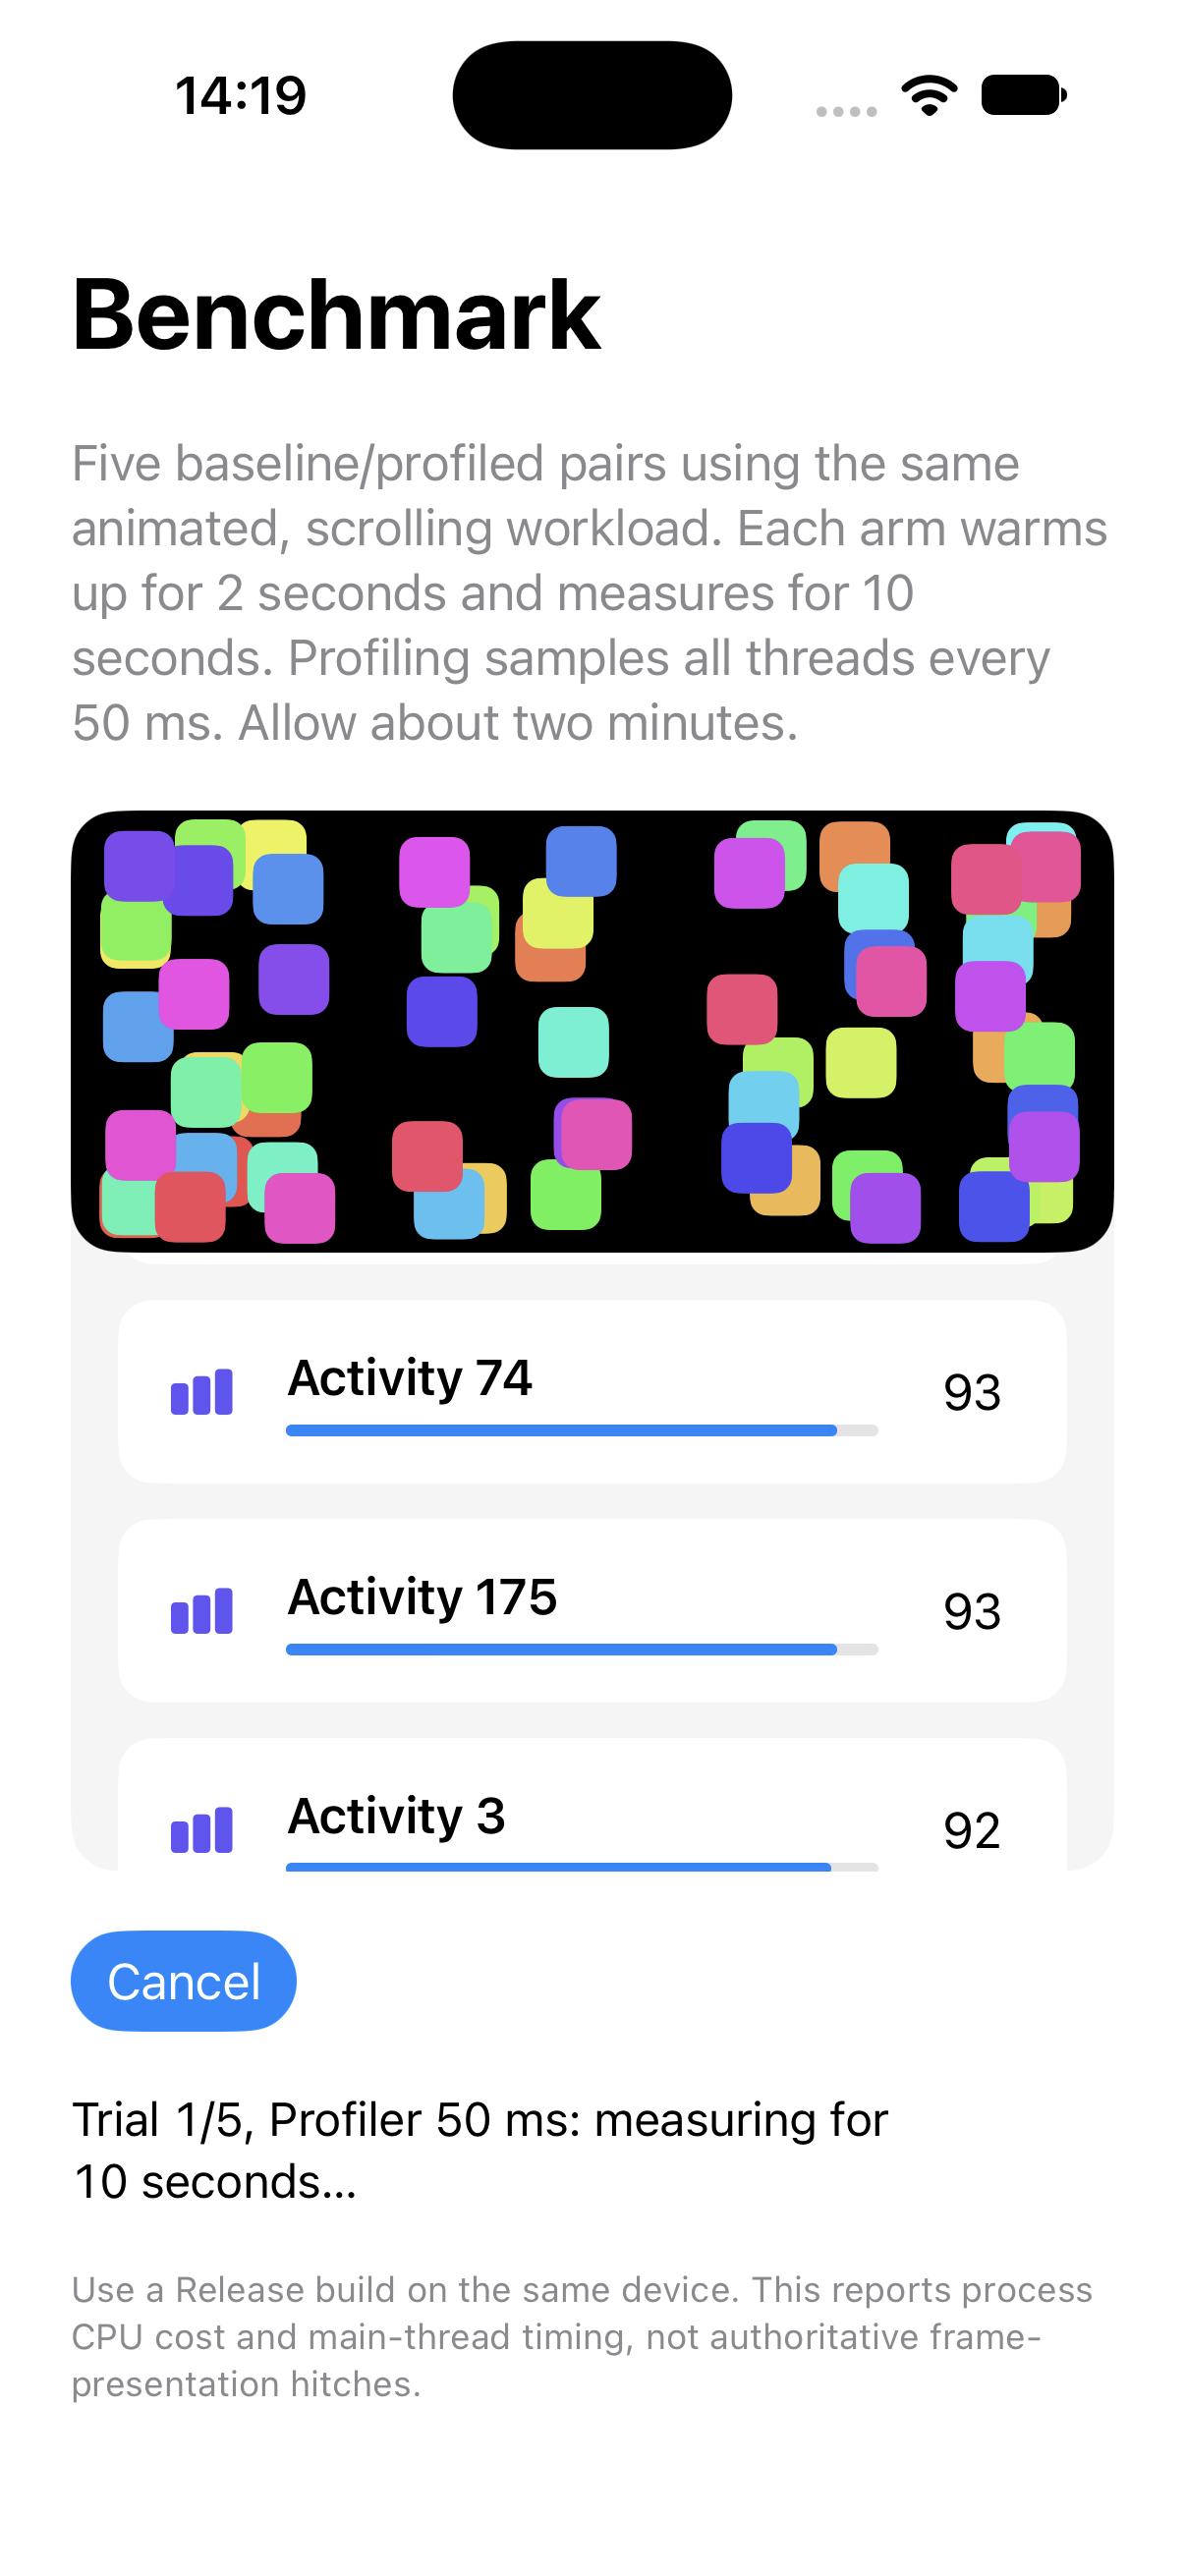 14:19
Benchmark
Five baseline/profiled pairs using the same
animated, scrolling workload. Each arm warms
up for 2 seconds and measures for 10
seconds. Profiling samples all threads every
50 ms. Allow about two minutes.
Activity 74
93
Activity 175
93
Activity 3
92
Cancel
Trial 1/5, Profiler 50 ms: measuring for
10 seconds...
Use a Release build on the same device. This reports process
CPU cost and main-thread timing, not authoritative frame-
presentation hitches.